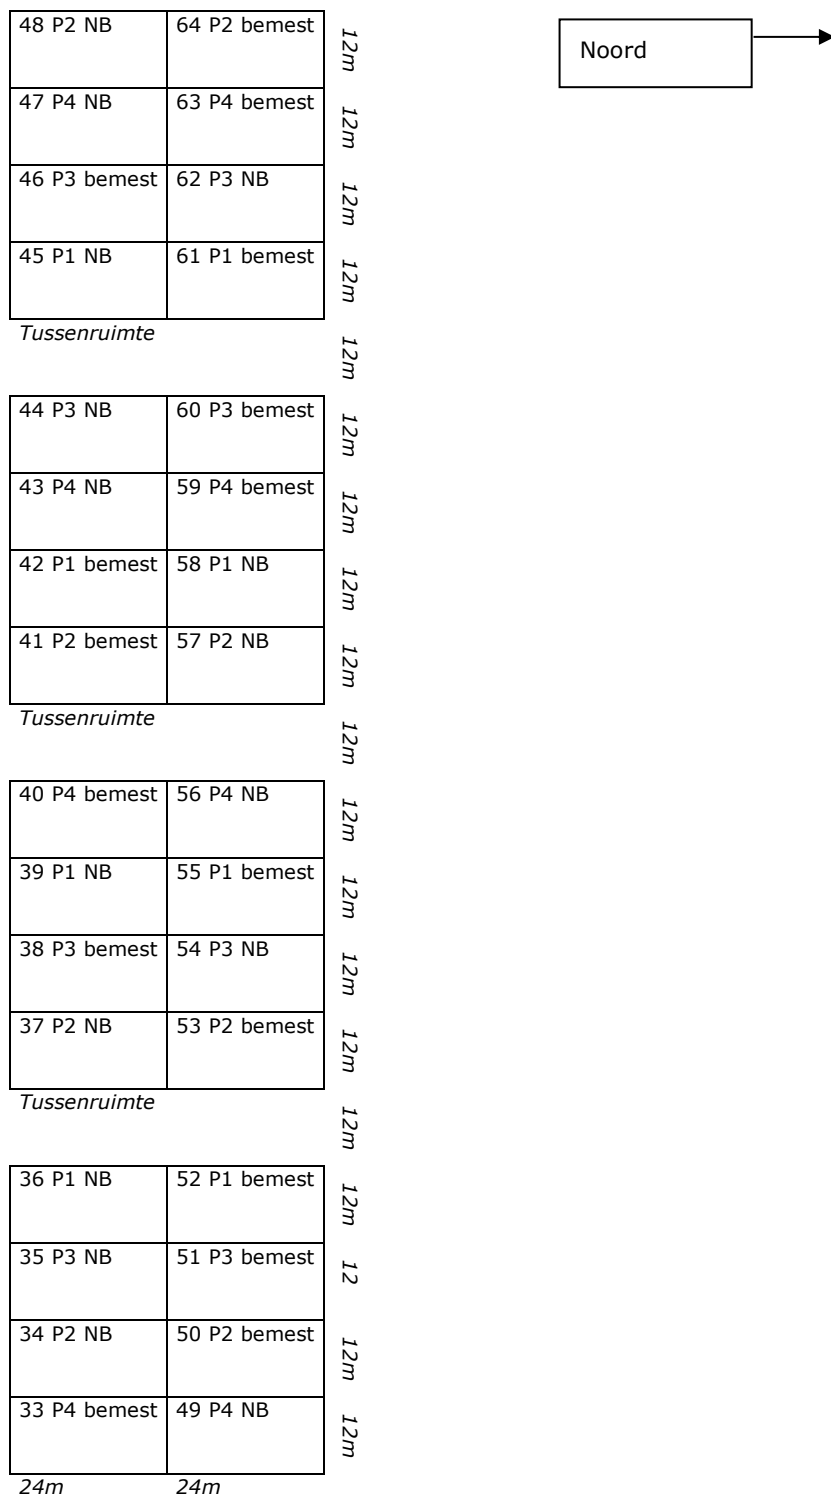 48 P2 NB 64 P2 bemest 12m
Noord
47 P4 NB 63 P4 bemest 12m
46 P3 bemest 62 P3 NB 12m
45 P1 NB 61 P1 bemest 12m
Tussenruimte 12m
44 P3 NB 60 P3 bemest 12m
43 P4 NB 59 P4 bemest 12m
42 P1 bemest 58 P1 NB 12m
41 P2 bemest 57 P2 NB 12m
Tussenruimte 12m
40 P4 bemest 56 P4 NB 12m
39 P1 NB 55 P1 bemest 12m
38 P3 bemest 54 P3 NB 12m
37 P2 NB 53 P2 bemest 12m
Tussenruimte 12m
36 P1 NB 52 P1 bemest 12m
35 P3 NB 51 P3 bemest 12
34 P2 NB 50 P2 bemest 12m
33 P4 bemest 49 P4 NB 12m
24m 24m